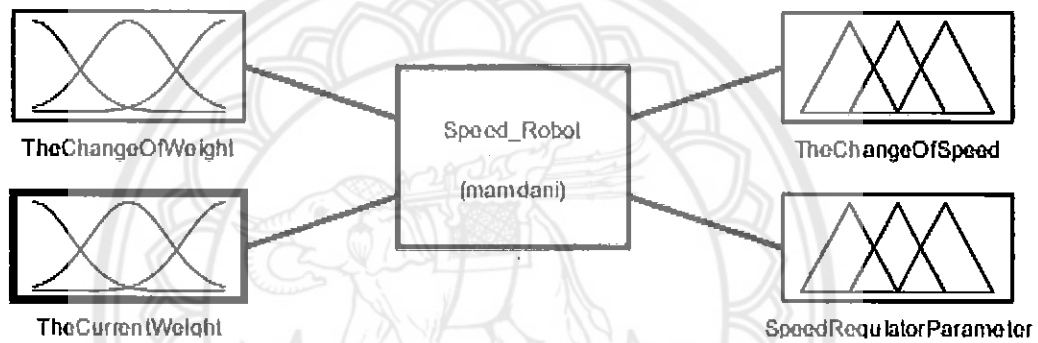 TheChangeOfWeight
Speed_Robot
(mamdani)
TheChangeOfSpeed
TheCurrentWeight
SpeedRegulatorParameter